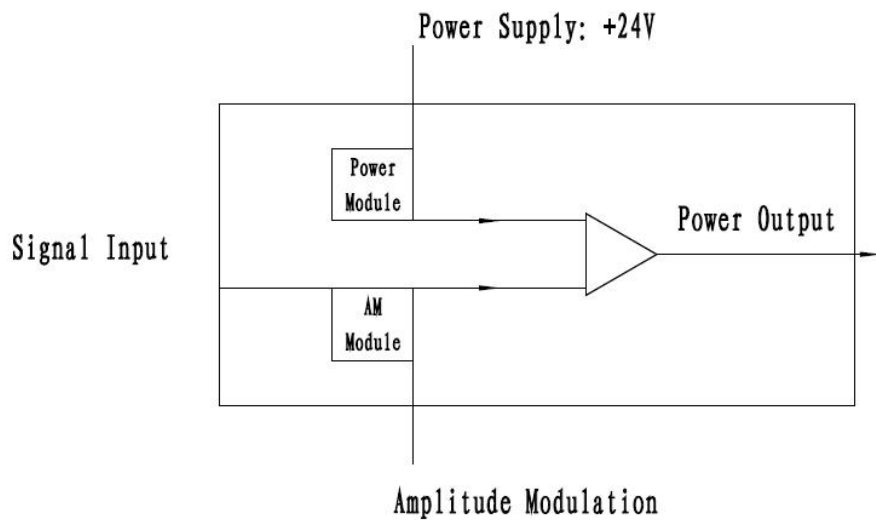 Power Supply: +24V
Power
Module
Power Output
Signal Input
AM
Module
Amplitude Modulation